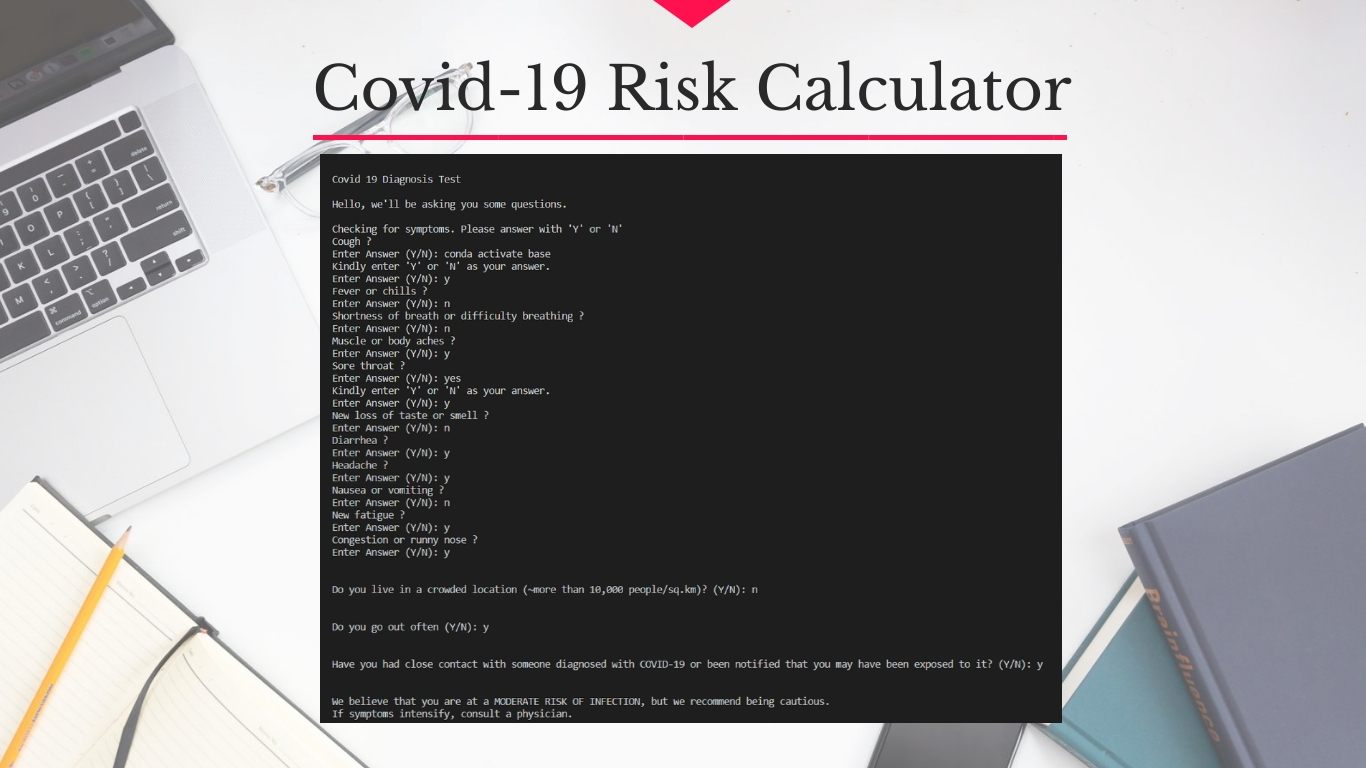 Covid-19 Risk Calculator
Covid 19 Diagnosis Test
Hello, we'll be asking you some questions.
Checking for symptoms. Please answer with 'Y' or 'N'
Cough ?
Enter Answer (Y/N): conda activate base
Kindly enter 'Y' or 'N' as your answer.
Enter Answer (Y/N): y
Fever or chills ?
Enter Answer (Y/N): n
Shortness of breath or difficulty breathing ?
Enter Answer (Y/N): n
Muscle or body aches ?
Enter Answer (Y/N): y
Sore throat ?
Enter Answer (Y/N): yes
Kindly enter 'Y' or 'N' as your answer.
Enter Answer (Y/N): y
New loss of taste or smell ?
Enter Answer (Y/N): n
Diarrhea ?
Enter Answer (Y/N): y
Headache ?
Enter Answer (Y/N): y
Nausea or vomiting ?
Enter Answer (Y/N): n
New fatigue ?
Enter Answer (Y/N): y
Congestion or runny nose ?
Enter Answer (Y/N): y
Do you live in a crowded location (~more than 10,000 people/sq.km)? (Y/N): n
Do you go out often (Y/N): y
Have you had close contact with someone diagnosed with COVID-19 or been notified that you may have been exposed to it? (Y/N): y
We believe that you are at a MODERATE RISK OF INFECTION, but we recommend being cautious.
If symptoms intensify, consult a physician.
Brainfluence
delete
return
shift
command
option